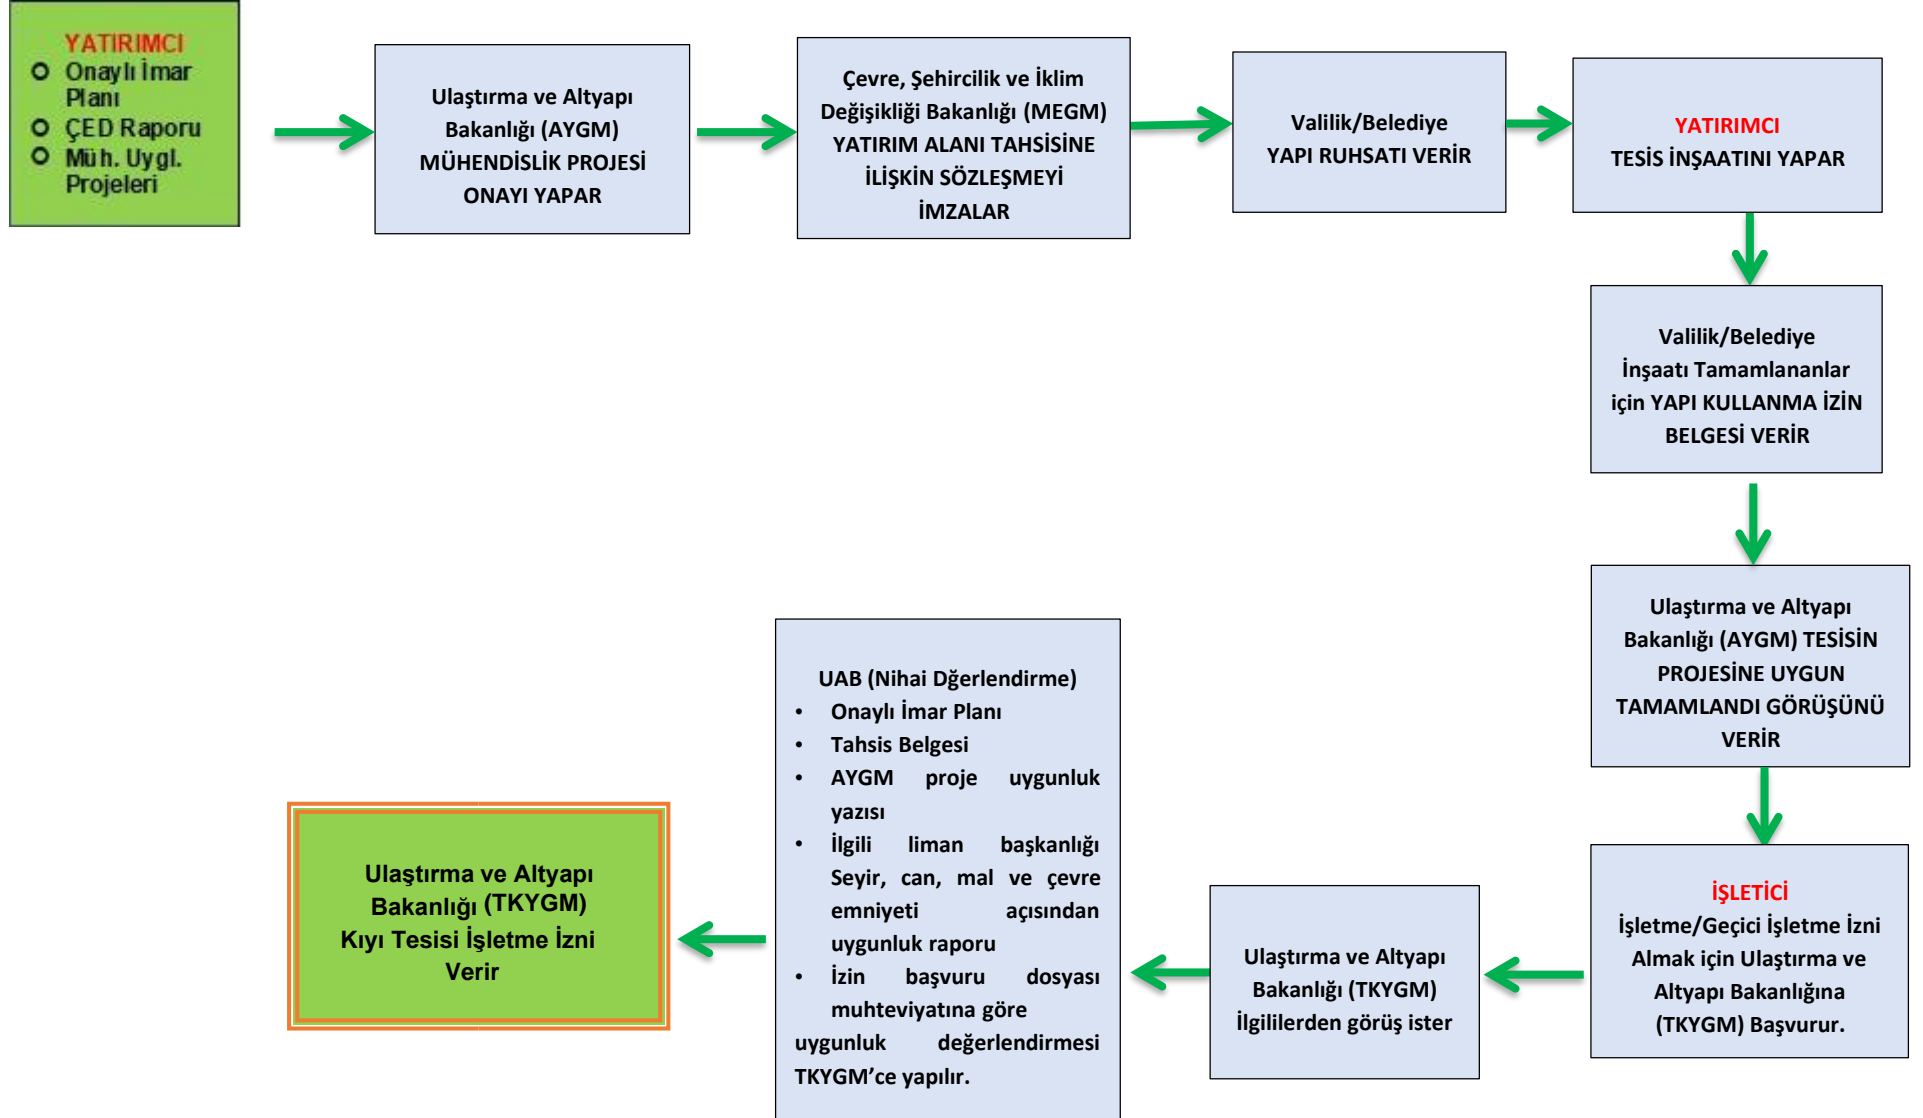 YATIRIMCI
O Onaylı İmar
Planı
O ÇED Raporu
O Müh. Uygl.
Projeleri
Ulaştırma ve Altyapı
Bakanlığı (AYGM)
MÜHENDİSLİK PROJESİ
ONAYI YAPAR
Çevre, Şehircilik ve İklim
Değişikliği Bakanlığı (MEGM)
YATIRIM ALANI TAHSİSİNE
İLİŞKİN SÖZLEŞMEYİ
İMZALAR
Valilik/Belediye
YAPI RUHSATI VERİR
YATIRIMCI
TESİS İNŞAATINI YAPAR
Valilik/Belediye
İnşaatı Tamamlananlar
için YAPI KULLANMA İZİN
BELGESİ VERİR
Ulaştırma ve Altyapı
Bakanlığı (AYGM) TESİSİN
PROJESİNE UYGUN
TAMAMLANDI GÖRÜŞÜNÜ
VERİR
İŞLETİCİ
İşletme/Geçici İşletme İzni
Almak için Ulaştırma ve
Altyapı Bakanlığına
(TKYGM) Başvurur.
Ulaştırma ve Altyapı
Bakanlığı (TKYGM)
İlgililerden görüş ister
UAB (Nihai Dğerlendirme)
• Onaylı İmar Planı
• Tahsis Belgesi
• AYGM proje uygunluk
yazısı
• İlgili liman başkanlığı
Seyir, can, mal ve çevre
emniyeti açısından
uygunluk raporu
• İzin başvuru dosyası
muhteviyatına göre
uygunluk değerlendirmesi
TKYGM’ce yapılır.
Ulaştırma ve Altyapı
Bakanlığı (TKYGM)
Kıyı Tesisi İşletme İzni
Verir